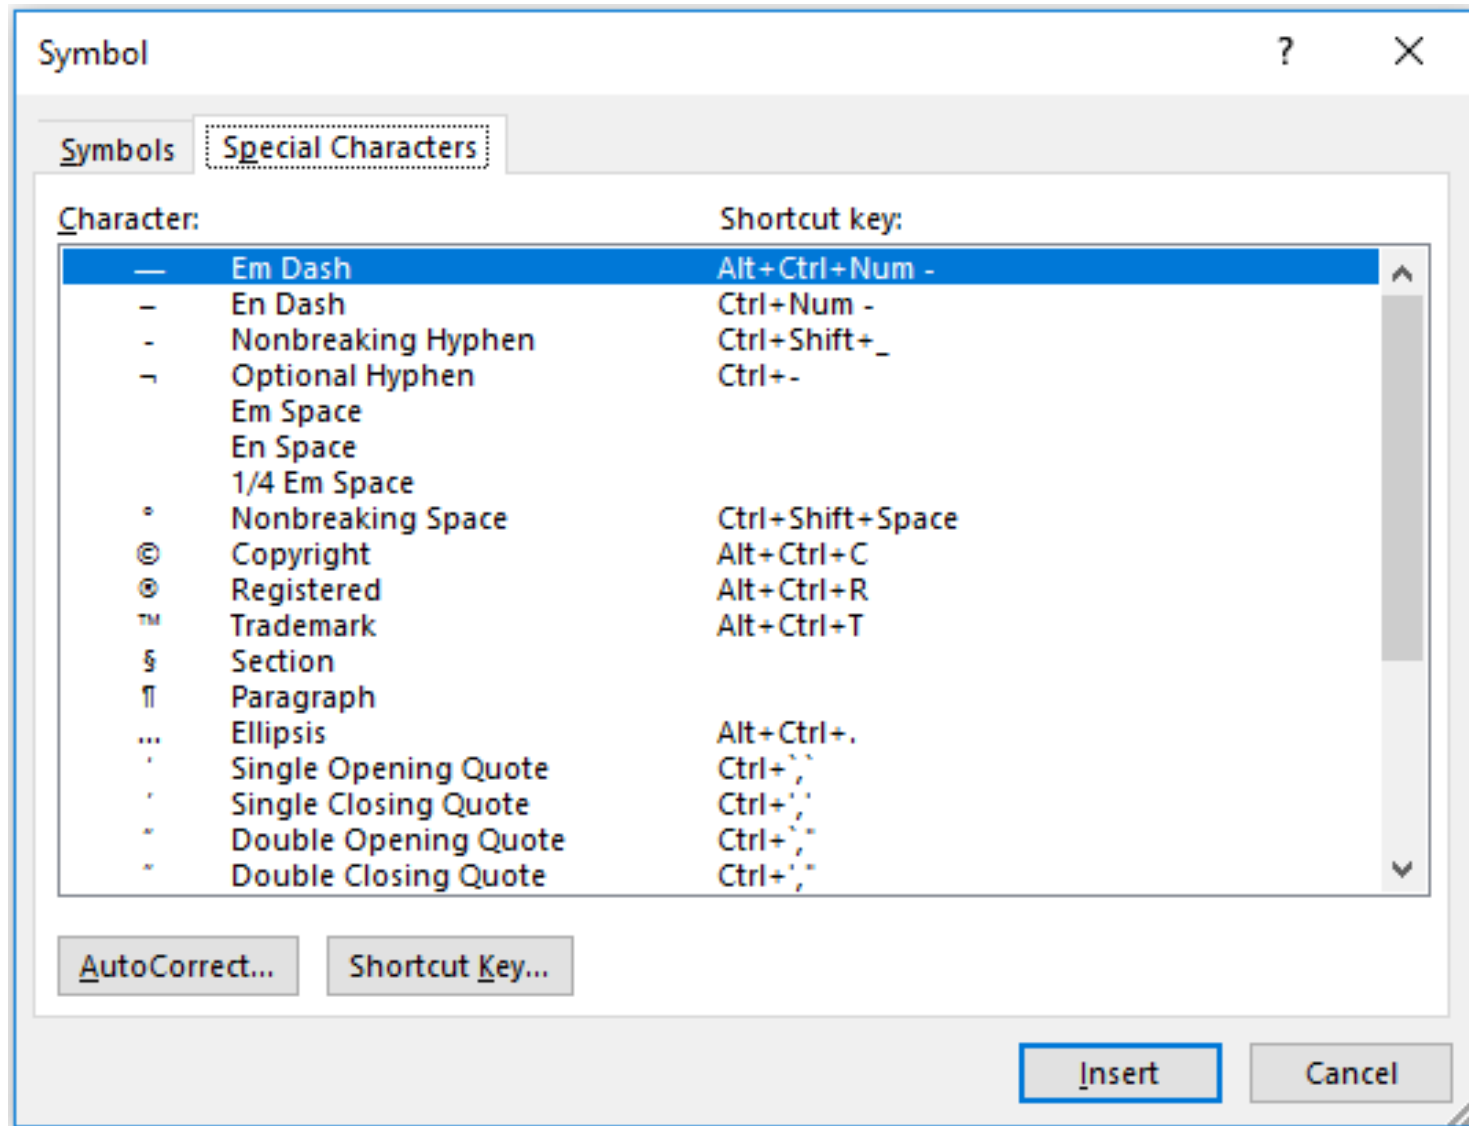 Symbol ?
Symbols Special Characters
Character: Shortcut key:
— Em Dash Alt+Ctrl+Num -
– En Dash Ctrl+Num -
- Nonbreaking Hyphen Ctrl+Shift+_
¬ Optional Hyphen Ctrl+-
Em Space
En Space
1/4 Em Space
° Nonbreaking Space Ctrl+Shift+Space
© Copyright Alt+Ctrl+C
® Registered Alt+Ctrl+R
™ Trademark Alt+Ctrl+T
§ Section
¶ Paragraph
… Ellipsis Alt+Ctrl+.
‘ Single Opening Quote Ctrl+`,`
’ Single Closing Quote Ctrl+','
“ Double Opening Quote Ctrl+`,"
” Double Closing Quote Ctrl+',"
AutoCorrect... Shortcut Key...
Insert Cancel